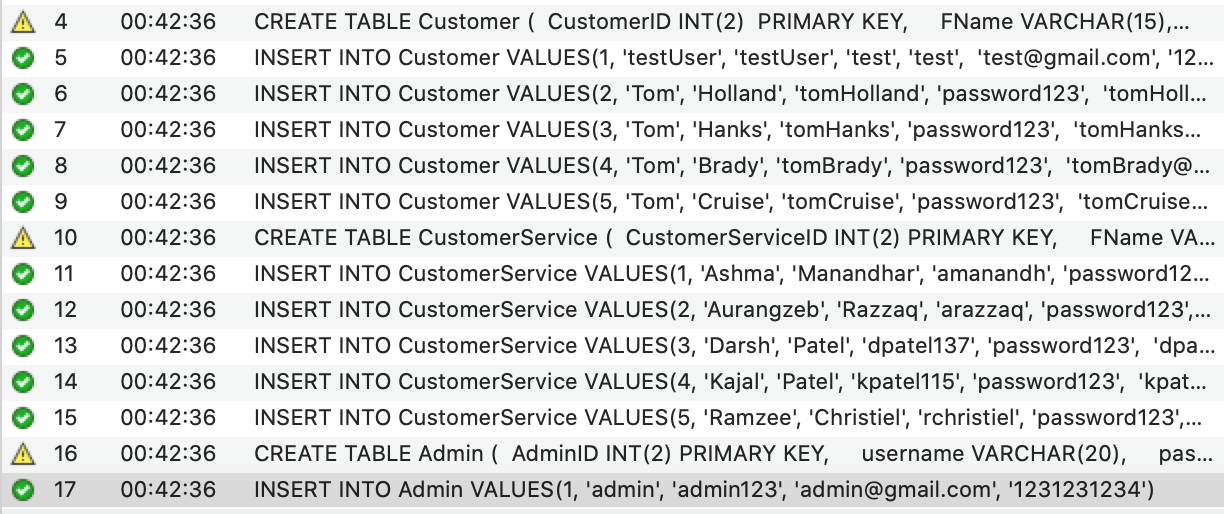 4 00:42:36 CREATE TABLE Customer ( CustomerID INT(2) PRIMARY KEY, FName VARCHAR(15),...
5 00:42:36 INSERT INTO Customer VALUES(1, 'testUser', 'testUser', 'test', 'test', 'test@gmail.com', '12...
6 00:42:36 INSERT INTO Customer VALUES(2, 'Tom', 'Holland', 'tomHolland', 'password123', 'tomHoll...
7 00:42:36 INSERT INTO Customer VALUES(3, 'Tom', 'Hanks', 'tomHanks', 'password123', 'tomHanks...
8 00:42:36 INSERT INTO Customer VALUES(4, 'Tom', 'Brady', 'tomBrady', 'password123', 'tomBrady@...
9 00:42:36 INSERT INTO Customer VALUES(5, 'Tom', 'Cruise', 'tomCruise', 'password123', 'tomCruise...
10 00:42:36 CREATE TABLE CustomerService ( CustomerServiceID INT(2) PRIMARY KEY, FName VA...
11 00:42:36 INSERT INTO CustomerService VALUES(1, 'Ashma', 'Manandhar', 'amanandh', 'password12...
12 00:42:36 INSERT INTO CustomerService VALUES(2, 'Aurangzeb', 'Razzaq', 'arazzaq', 'password123',...
13 00:42:36 INSERT INTO CustomerService VALUES(3, 'Darsh', 'Patel', 'dpatel137', 'password123', 'dpa...
14 00:42:36 INSERT INTO CustomerService VALUES(4, 'Kajal', 'Patel', 'kpatel115', 'password123', 'kpat...
15 00:42:36 INSERT INTO CustomerService VALUES(5, 'Ramzee', 'Christiel', 'rchristiel', 'password123',...
16 00:42:36 CREATE TABLE Admin ( AdminID INT(2) PRIMARY KEY, username VARCHAR(20), pas...
17 00:42:36 INSERT INTO Admin VALUES(1, 'admin', 'admin123', 'admin@gmail.com', '1231231234')